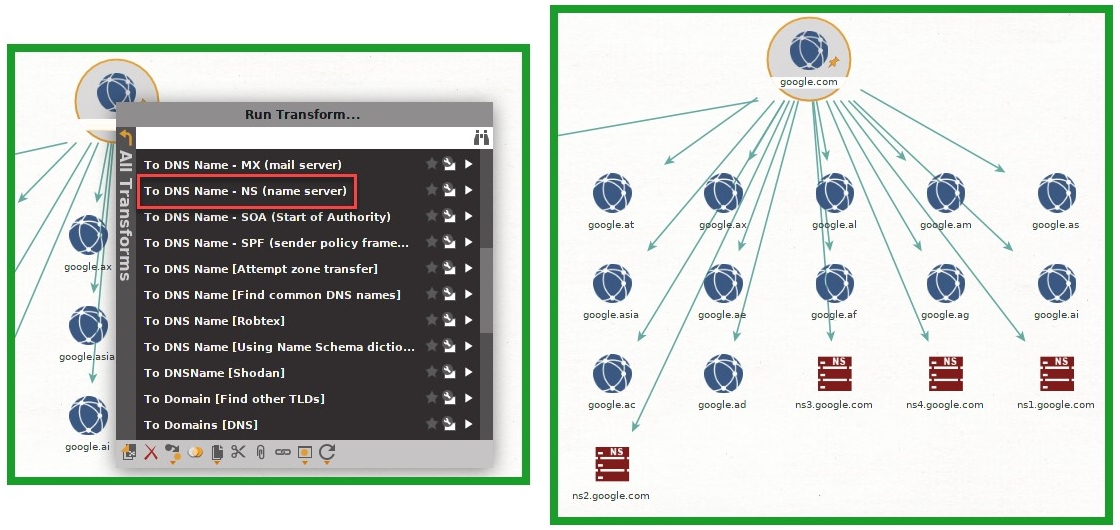 Run Transform...
All Transforms
To DNS Name - MX (mail server)
To DNS Name - NS (name server)
To DNS Name - SOA (Start of Authority)
To DNS Name - SPF (sender policy frame...
To DNS Name [Attempt zone transfer]
To DNS Name [Find common DNS names]
To DNS Name [Robtex]
To DNS Name [Using Name Schema dictio...
To DNSName [Shodan]
To Domain [Find other TLDs]
To Domains [DNS]
google.ax
google.asia
google.ai
google.com
google.at
google.ax
google.al
google.am
google.as
google.asia
google.ae
google.af
google.ag
google.ai
google.ac
google.ad
NS
ns3.google.com
NS
ns4.google.com
NS
ns1.google.com
NS
ns2.google.com